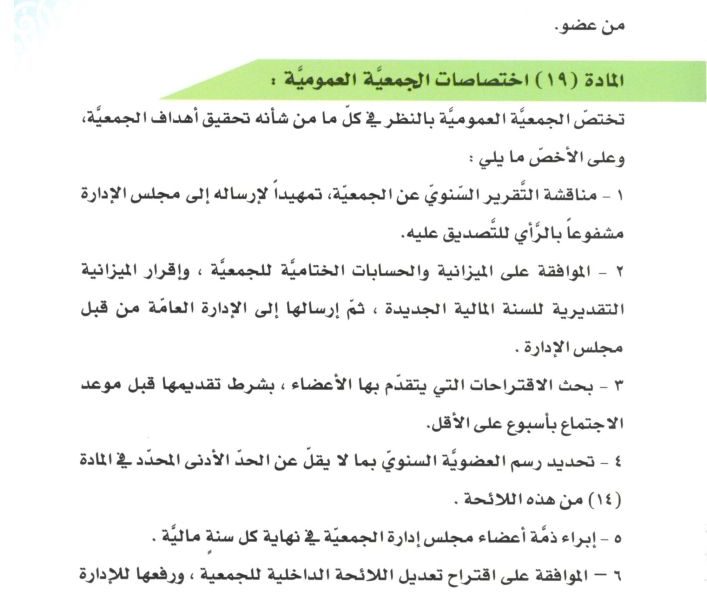 من عضو.
المادة (١٩) اختصاصات الجمعيَّة العموميَّة :
تختصّ الجمعيَّة العموميَّة بالنظر في كلّ ما من شأنه تحقيق أهداف الجمعيَّة،
وعلى الأخصّ ما يلي :
١ - مناقشة التَّقرير السَنويّ عن الجمعيّة، تمهيداً لإرساله إلى مجلس الإدارة
مشفوعاً بالرَّأي للتَّصديق عليه.
٢ - الموافقة على الميزانية والحسابات الختاميَّة للجمعيَّة ، وإقرار الميزانية
التقديرية للسنة المالية الجديدة ، ثمّ إرسالها إلى الإدارة العامّة من قبل
مجلس الإدارة .
٣ - بحث الاقتراحات التي يتقدّم بها الأعضاء ، بشرط تقديمها قبل موعد
الاجتماع بأسبوع على الأقل.
٤ - تحديد رسم العضويَّة السنويّ بما لا يقلّ عن الحدّ الأدنى المحدّد في المادة
(١٤) من هذه اللائحة .
٥ - إبراء ذمَّة أعضاء مجلس إدارة الجمعيّة في نهاية كل سنةٍ ماليَّة .
٦ – الموافقة على اقتراح تعديل اللائحة الداخلية للجمعية ، ورفعها للإدارة